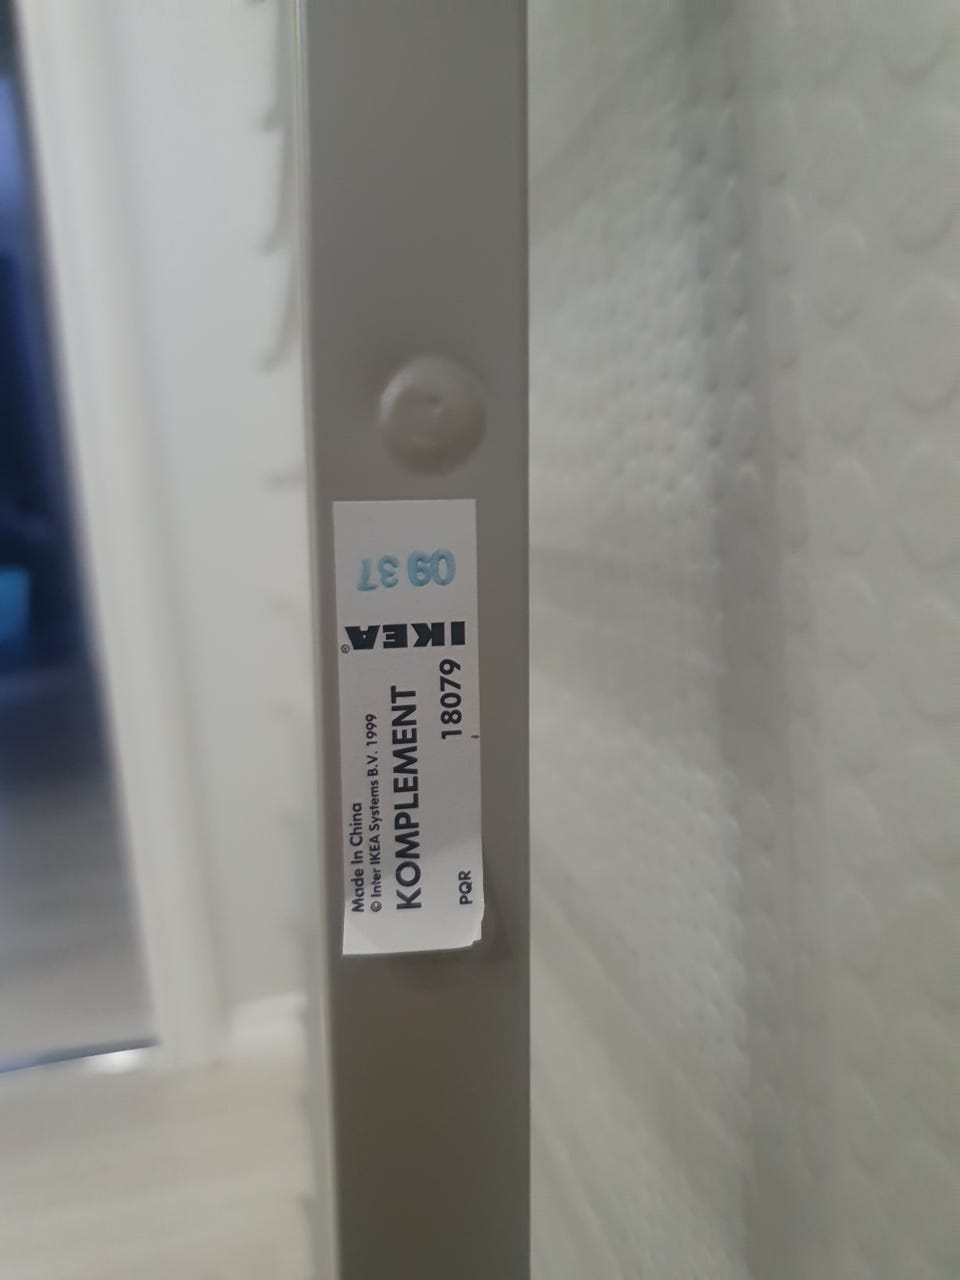 Made In China
© Inter IKEA Systems B.V. 1999
KOMPLEMENT
PQR 18079
IKEA®
09 37